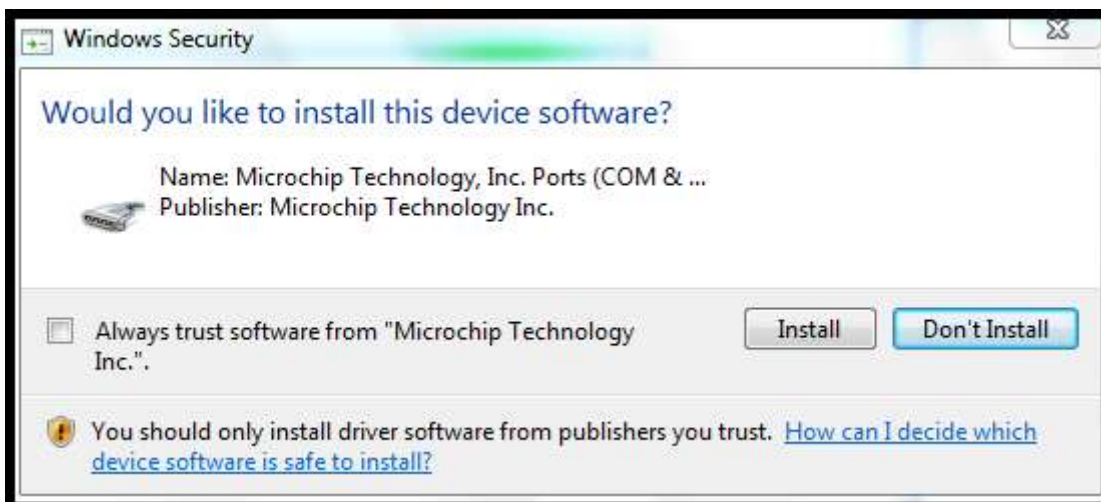 Windows Security
Would you like to install this device software?
Name: Microchip Technology, Inc. Ports (COM & ...
Publisher: Microchip Technology Inc.
Always trust software from "Microchip Technology
Inc.".
Install
Don't Install
You should only install driver software from publishers you trust. How can I decide which
device software is safe to install?